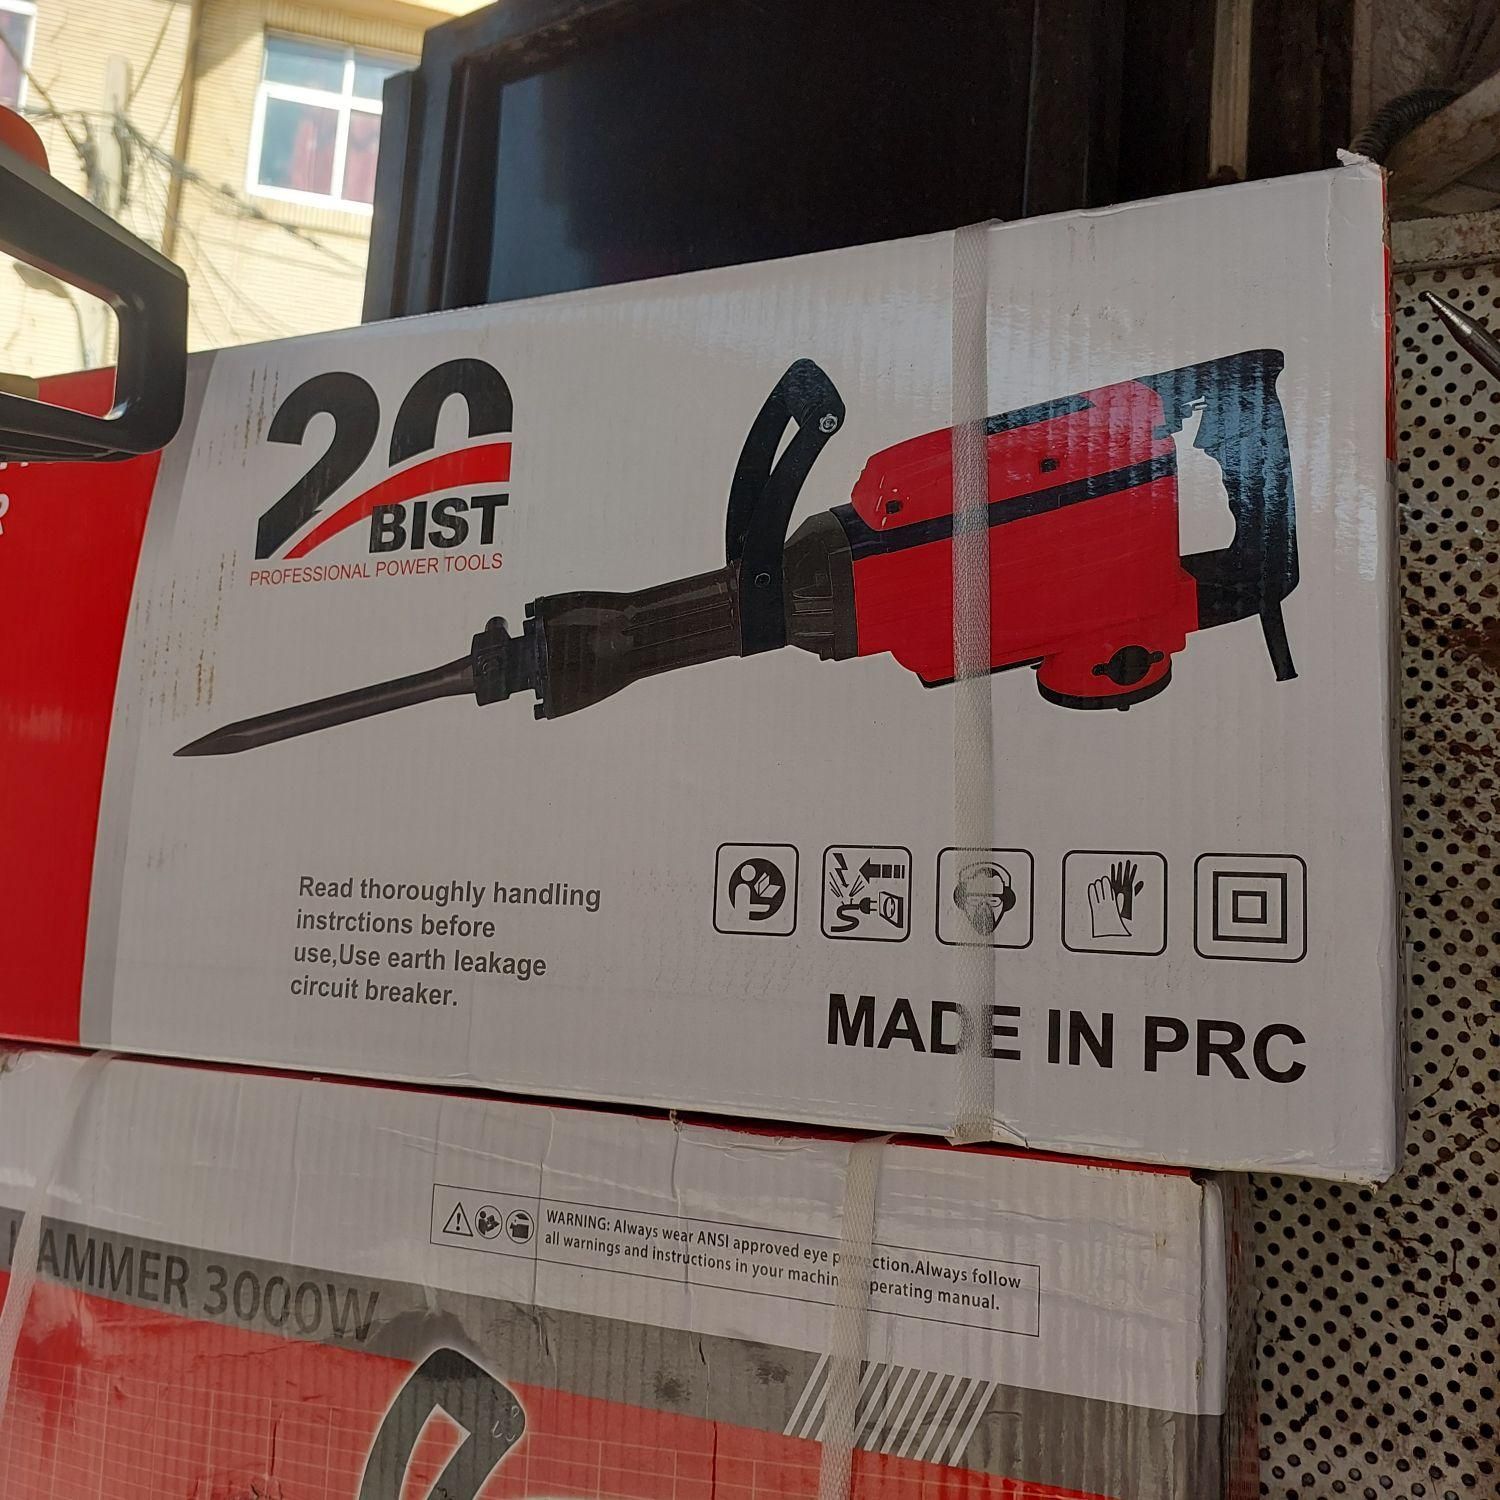 20
BIST
PROFESSIONAL POWER TOOLS
R
Read thoroughly handling
instrctions before
use,Use earth leakage
circuit breaker.
MADE IN PRC
WARNING: Always wear ANSI approved eye protection.Always follow
all warnings and instructions in your machine operating manual.
HAMMER 3000W